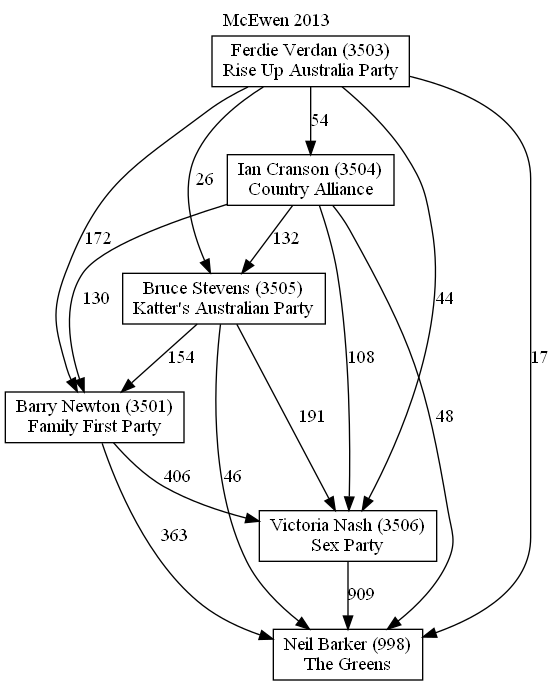 McEwen 2013
Ferdie Verdan (3503)
Rise Up Australia Party
54
Ian Cranson (3504)
Country Alliance
26
172
132
130
44
Bruce Stevens (3505)
Katter's Australian Party
154
108
17
Barry Newton (3501)
Family First Party
191
48
406
46
363
Victoria Nash (3506)
Sex Party
909
Neil Barker (998)
The Greens